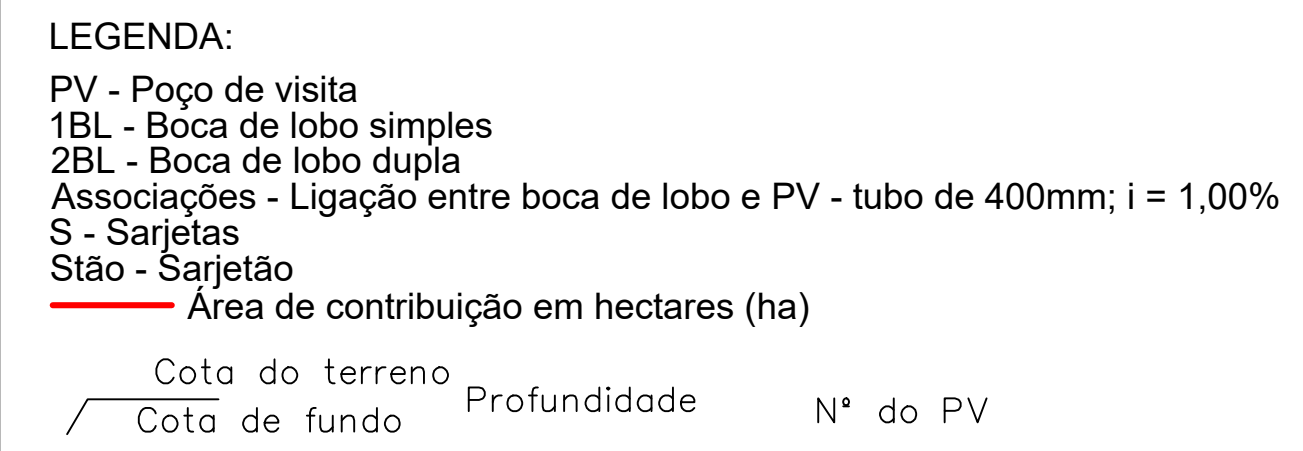 LEGENDA:
PV - Poço de visita
1BL - Boca de lobo simples
2BL - Boca de lobo dupla
Associações - Ligação entre boca de lobo e PV - tubo de 400mm; i = 1,00%
S - Sarjetas
Stão - Sarjetão
Área de contribuição em hectares (ha)
Cota do terreno
Cota de fundo
Profundidade
Nº do PV